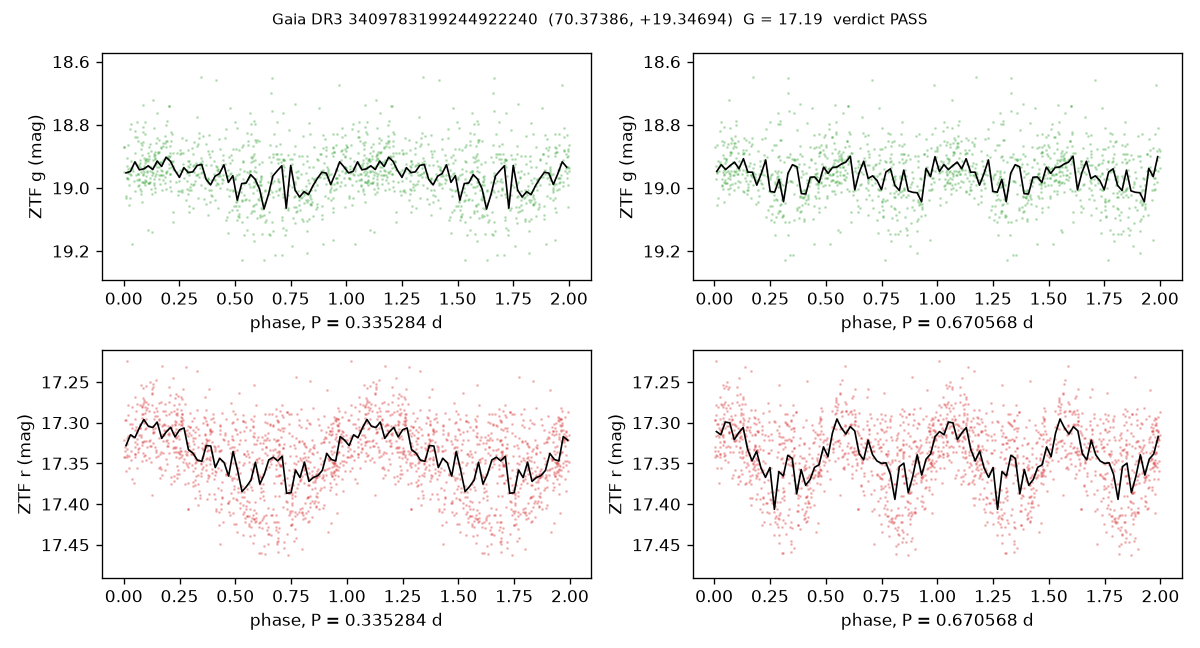 Gaia DR3 3409783199244922240  (70.37386, +19.34694)  G = 17.19  verdict PASS
18.6
18.8
19.0
19.2
ZTF g (mag)
0.00 0.25 0.50 0.75 1.00 1.25 1.50 1.75 2.00
phase, P = 0.335284 d
18.6
18.8
19.0
19.2
ZTF g (mag)
0.00 0.25 0.50 0.75 1.00 1.25 1.50 1.75 2.00
phase, P = 0.670568 d
17.25
17.30
17.35
17.40
17.45
ZTF r (mag)
0.00 0.25 0.50 0.75 1.00 1.25 1.50 1.75 2.00
phase, P = 0.335284 d
17.25
17.30
17.35
17.40
17.45
ZTF r (mag)
0.00 0.25 0.50 0.75 1.00 1.25 1.50 1.75 2.00
phase, P = 0.670568 d